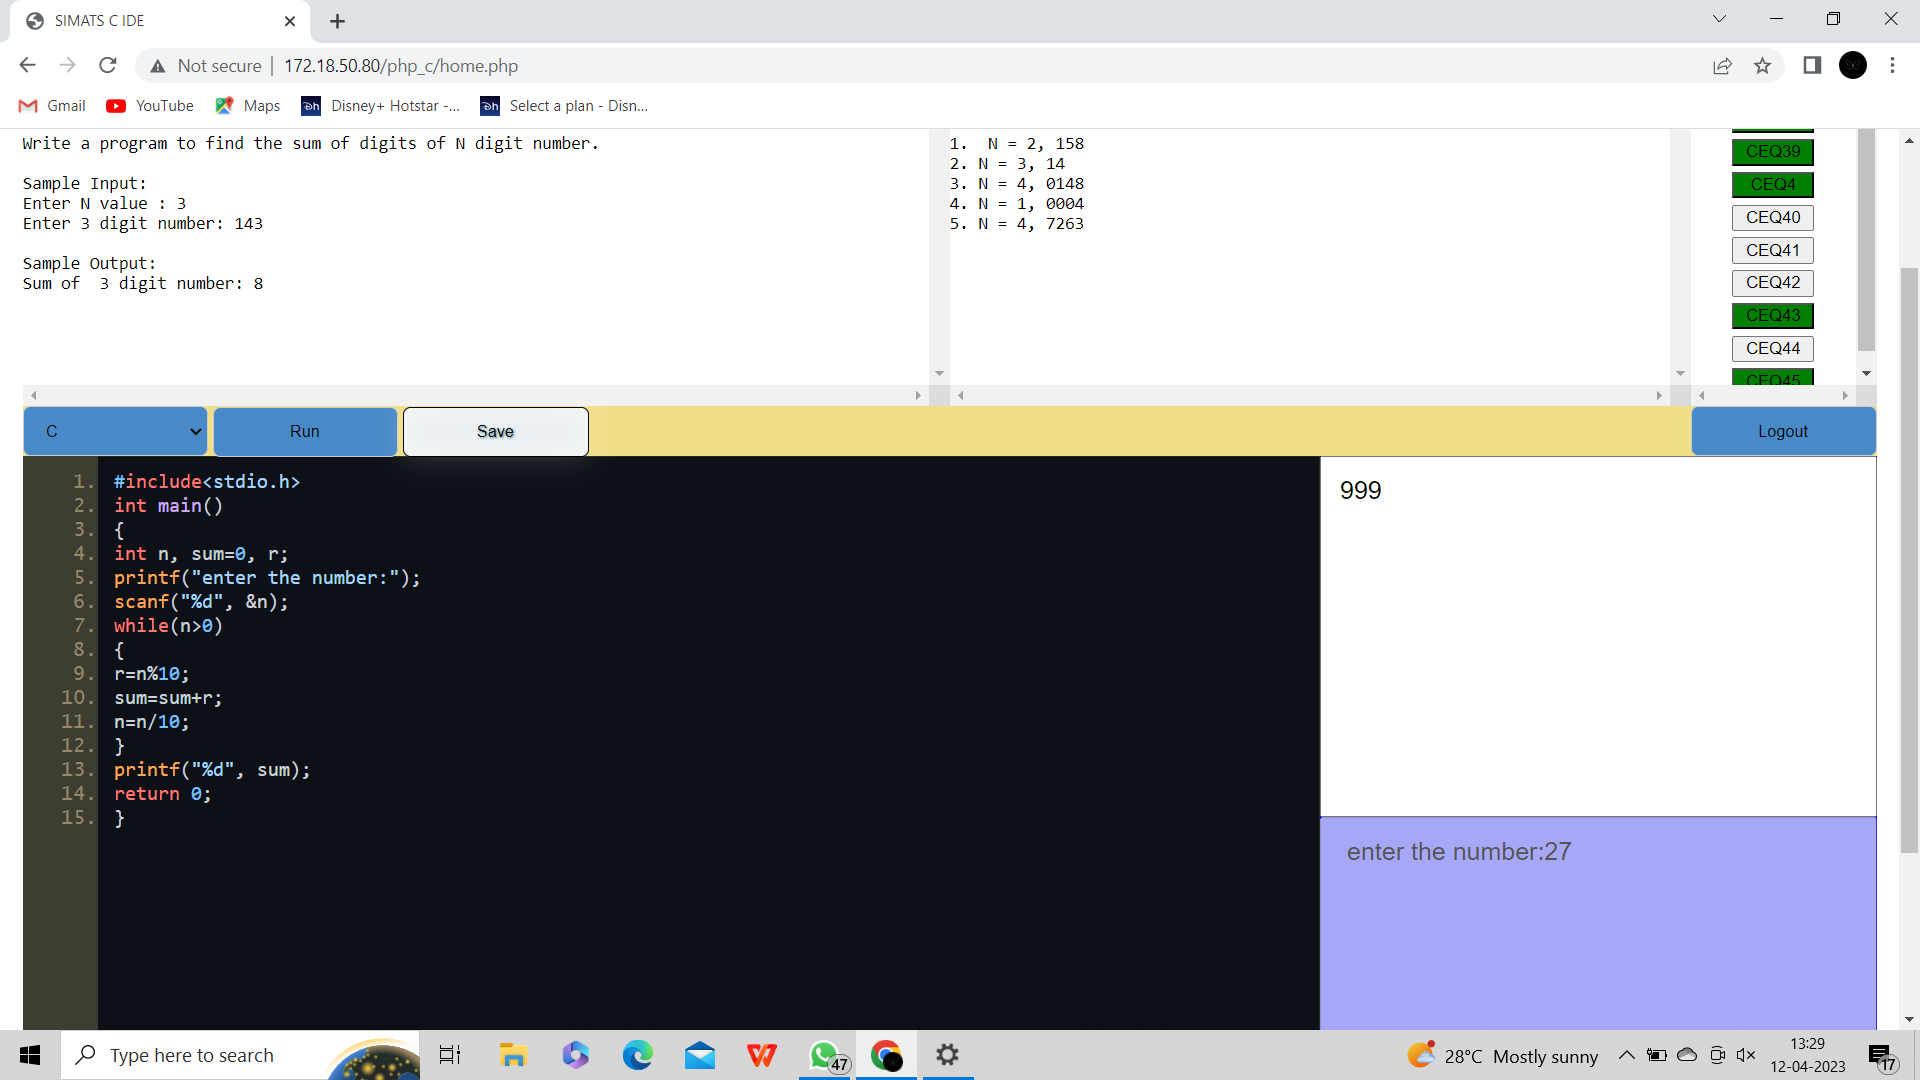 SIMATS C IDE
Not secure | 172.18.50.80/php_c/home.php
Gmail YouTube Maps Disney+ Hotstar -... Select a plan - Disn...
Write a program to find the sum of digits of N digit number.
Sample Input:
Enter N value : 3
Enter 3 digit number: 143
Sample Output:
Sum of  3 digit number: 8
1.  N = 2, 158
2. N = 3, 14
3. N = 4, 0148
4. N = 1, 0004
5. N = 4, 7263
CEQ39
CEQ4
CEQ40
CEQ41
CEQ42
CEQ43
CEQ44
CEQ45
C Run Save Logout
1. #include<stdio.h>
2. int main()
3. {
4. int n, sum=0, r;
5. printf("enter the number:");
6. scanf("%d", &n);
7. while(n>0)
8. {
9. r=n%10;
10. sum=sum+r;
11. n=n/10;
12. }
13. printf("%d", sum);
14. return 0;
15. }
999
enter the number:27
Type here to search
47
28°C Mostly sunny
13:29
12-04-2023
17